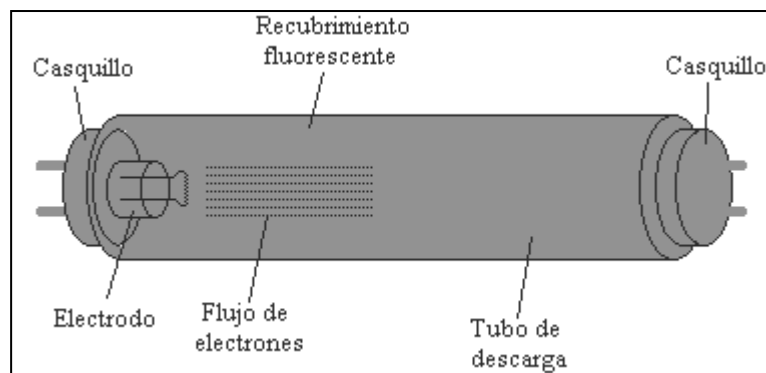 Recubrimiento
fluorescente
Casquillo
Casquillo
Electrodo
Flujo de
electrones
Tubo de
descarga